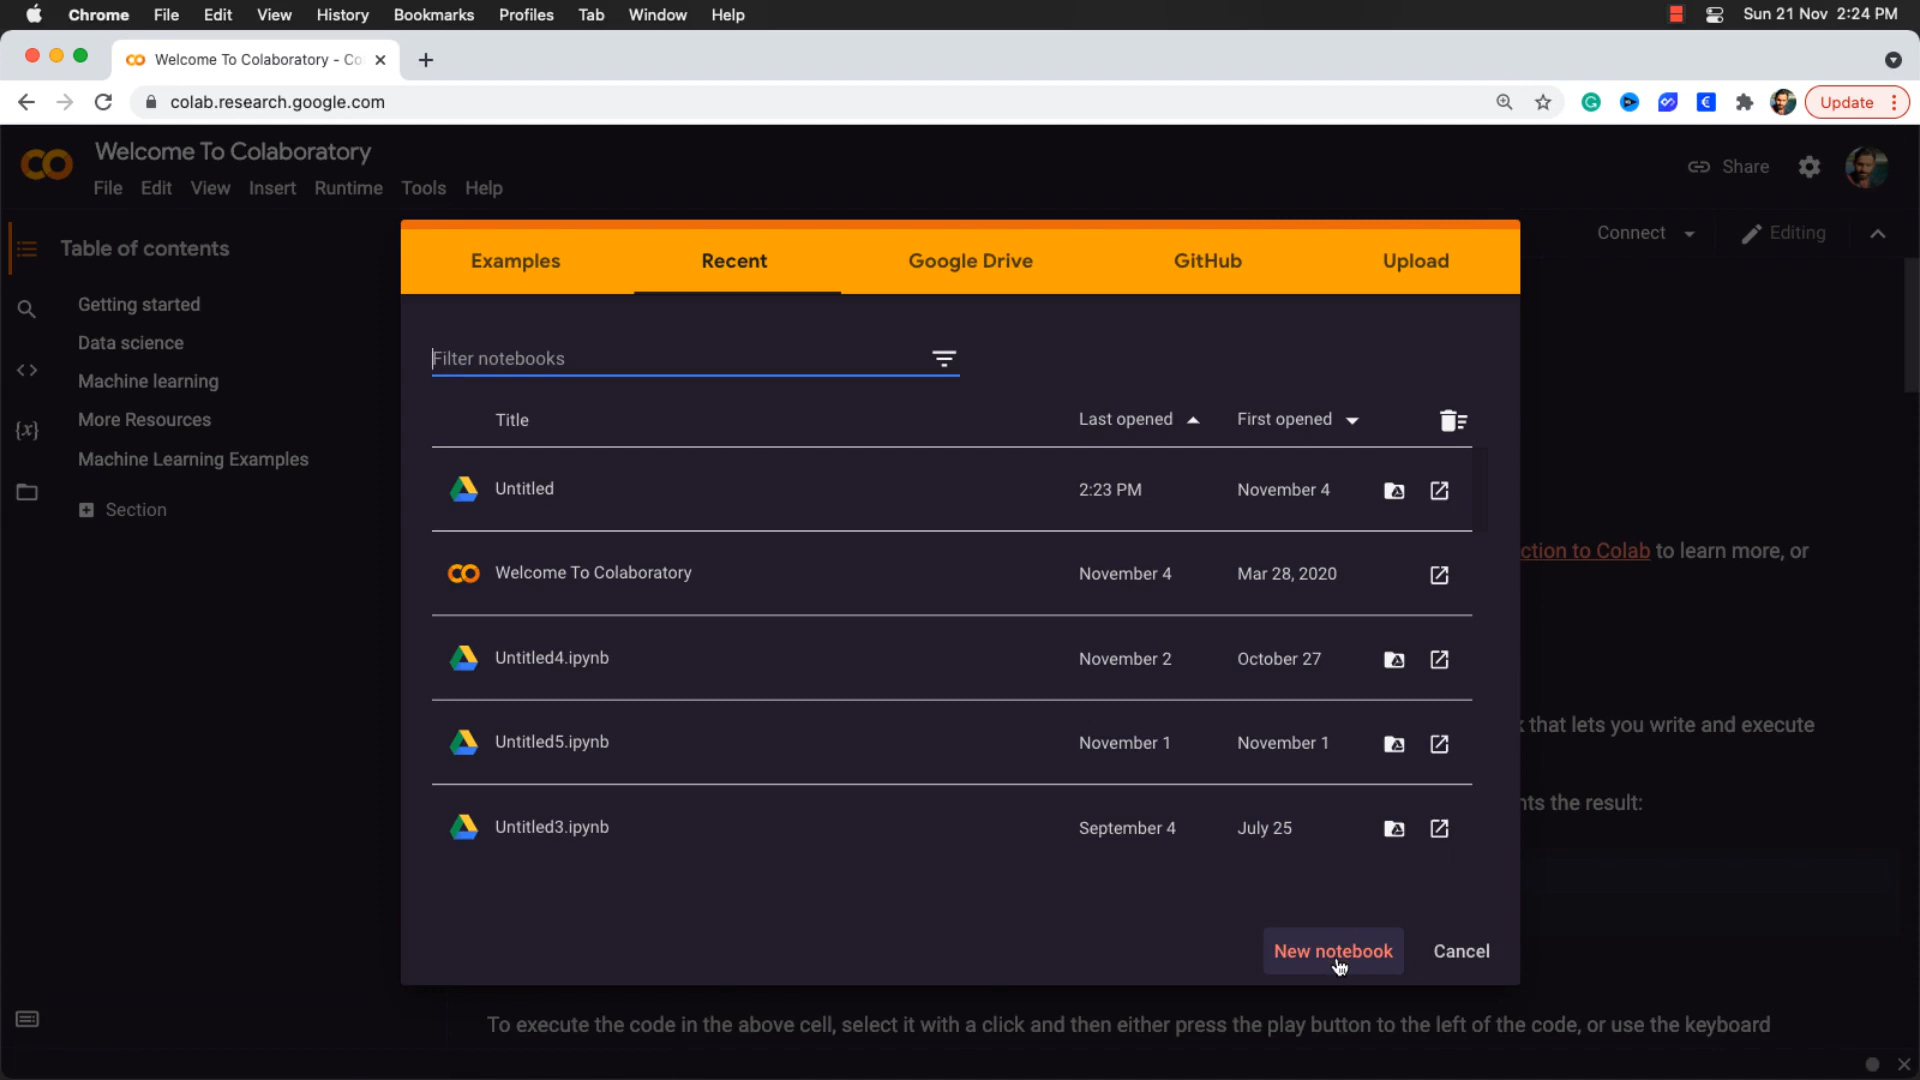 Chrome File Edit View History Bookmarks Profiles Tab Window Help Sun 21 Nov 2:24 PM
Welcome To Colaboratory - Co
colab.research.google.com Update
Welcome To Colaboratory
File Edit View Insert Runtime Tools Help
Share
Connect Editing
Table of contents
Getting started
Data science
Machine learning
More Resources
Machine Learning Examples
Section
Examples Recent Google Drive GitHub Upload
Filter notebooks
Title Last opened First opened
Untitled 2:23 PM November 4
Welcome To Colaboratory November 4 Mar 28, 2020
Untitled4.ipynb November 2 October 27
Untitled5.ipynb November 1 November 1
Untitled3.ipynb September 4 July 25
New notebook Cancel
ction to Colab to learn more, or
that lets you write and execute
nts the result:
To execute the code in the above cell, select it with a click and then either press the play button to the left of the code, or use the keyboard